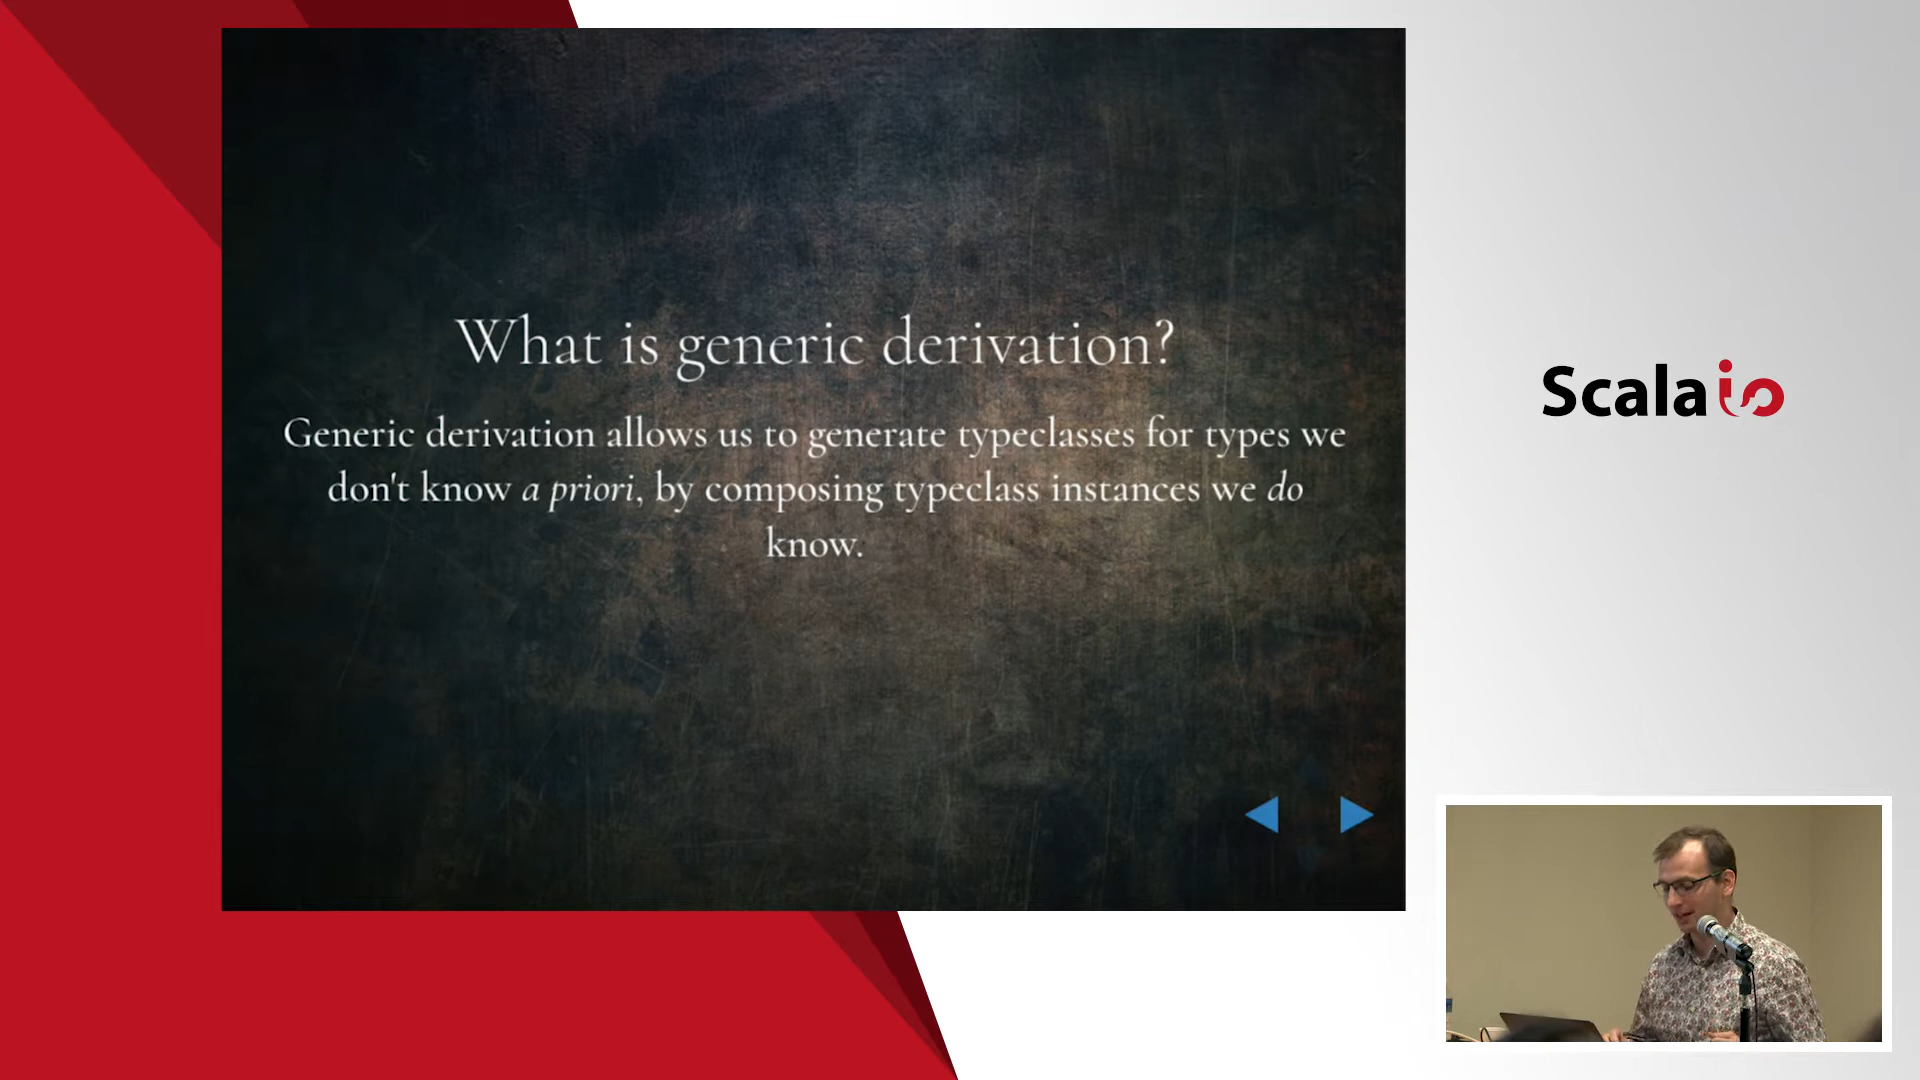 What is generic derivation?
Generic derivation allows us to generate typeclasses for types we
don't know a priori, by composing typeclass instances we do
know.
Scala io